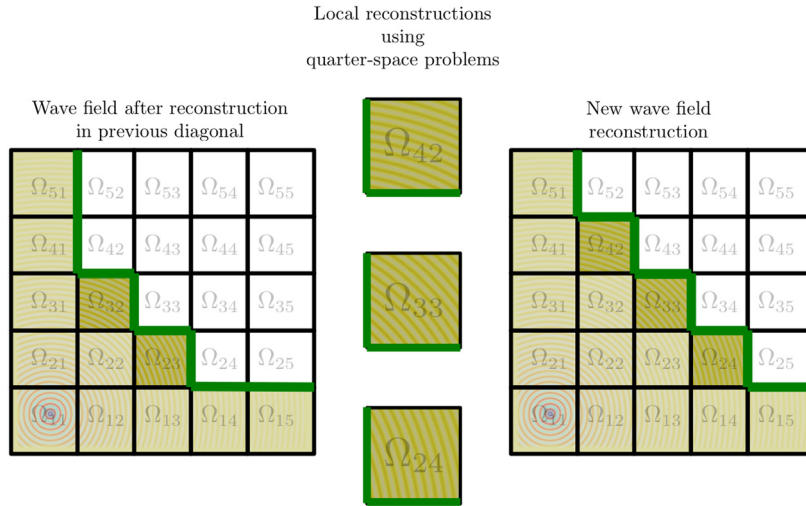 Local reconstructions
using
quarter-space problems
Wave field after reconstruction
in previous diagonal
Ω51 Ω52 Ω53 Ω54 Ω55
Ω41 Ω42 Ω43 Ω44 Ω45
Ω31 Ω32 Ω33 Ω34 Ω35
Ω21 Ω22 Ω23 Ω24 Ω25
Ω11 Ω12 Ω13 Ω14 Ω15
Ω42
Ω33
Ω24
New wave field
reconstruction
Ω51 Ω52 Ω53 Ω54 Ω55
Ω41 Ω42 Ω43 Ω44 Ω45
Ω31 Ω32 Ω33 Ω34 Ω35
Ω21 Ω22 Ω23 Ω24 Ω25
Ω11 Ω12 Ω13 Ω14 Ω15